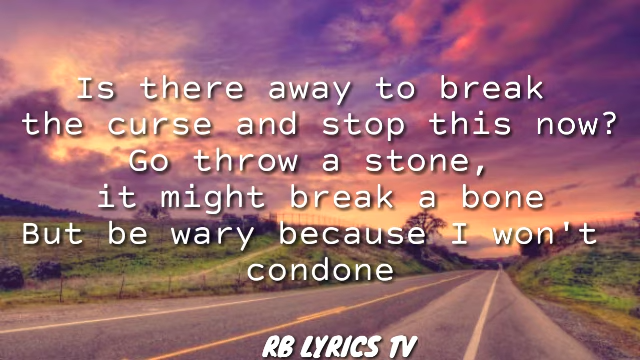 Is there away to break
the curse and stop this now?
Go throw a stone,
it might break a bone
But be wary because I won't
condone
RB LYRICS TV